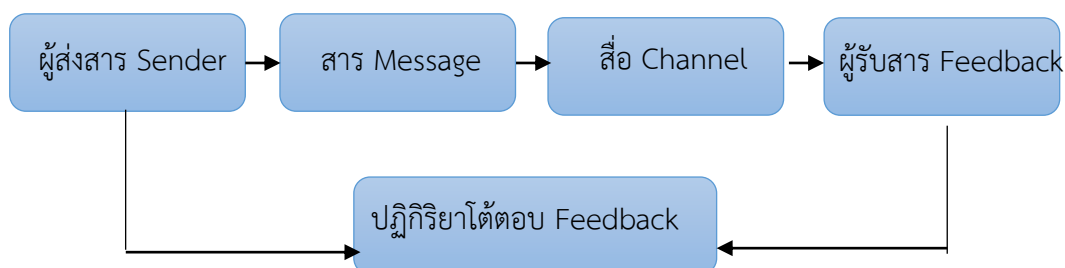 ผู้ส่งสาร Sender
สาร Message
สื่อ Channel
ผู้รับสาร Feedback
ปฏิกิริยาโต้ตอบ Feedback